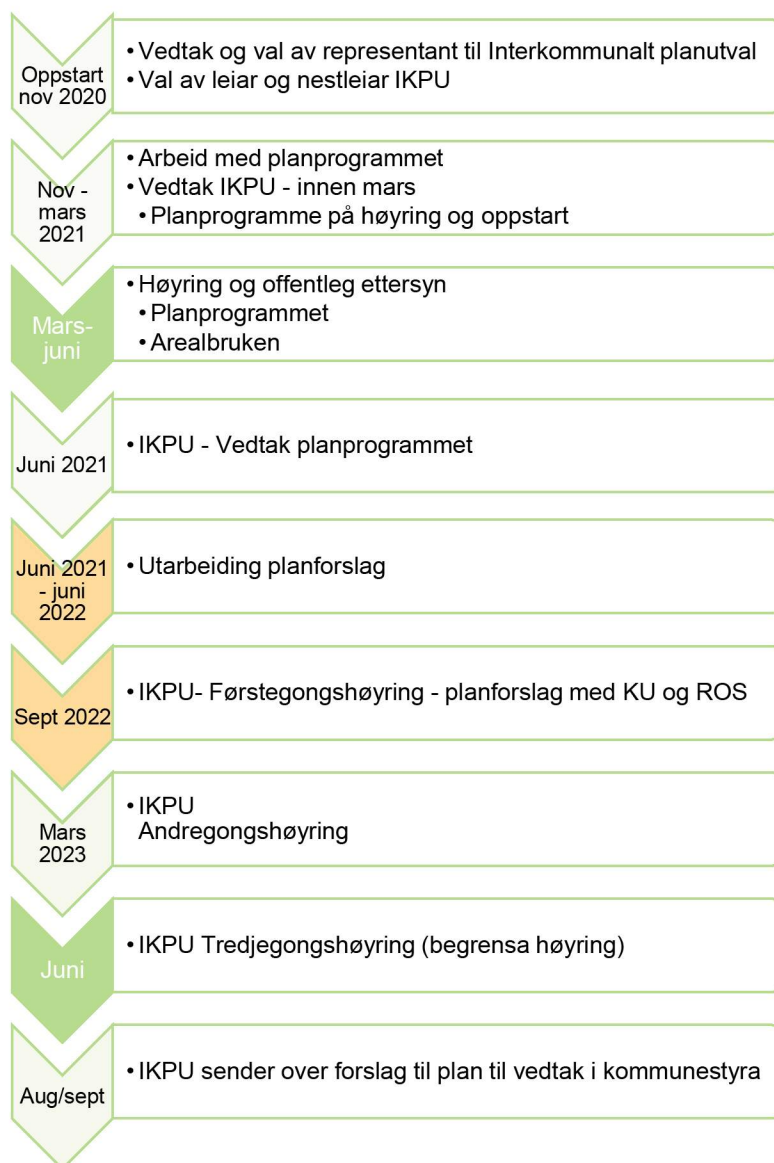 Oppstart
nov 2020
• Vedtak og val av representant til Interkommunalt planutval
• Val av leiar og nestleiar IKPU
Nov -
mars
2021
• Arbeid med planprogrammet
• Vedtak IKPU - innen mars
• Planprogramme på høyring og oppstart
Mars-
juni
• Høyring og offentleg ettersyn
• Planprogrammet
• Arealbruken
Juni 2021
• IKPU - Vedtak planprogrammet
Juni 2021
- juni
2022
• Utarbeiding planforslag
Sept 2022
• IKPU- Førstegongshøyring - planforslag med KU og ROS
Mars
2023
• IKPU
Andregongshøyring
Juni
• IKPU Tredjegongshøyring (begrensa høyring)
Aug/sept
• IKPU sender over forslag til plan til vedtak i kommunestyra